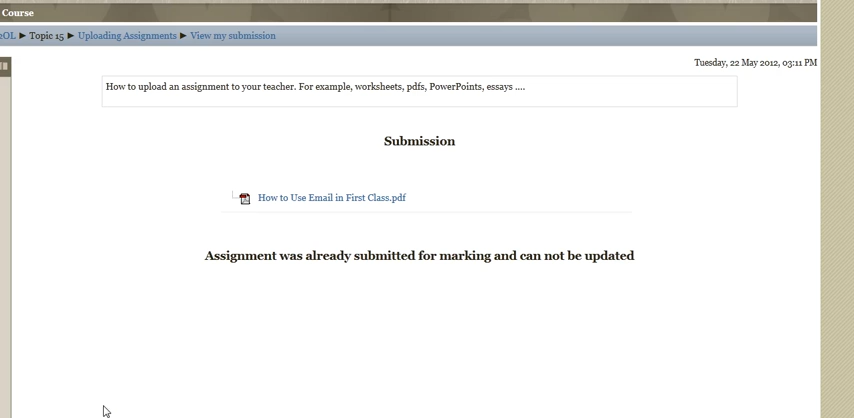 Course
eOL ► Topic 15 ► Uploading Assignments ► View my submission
Tuesday, 22 May 2012, 03:11 PM
How to upload an assignment to your teacher. For example, worksheets, pdfs, PowerPoints, essays ....
Submission
How to Use Email in First Class.pdf
Assignment was already submitted for marking and can not be updated